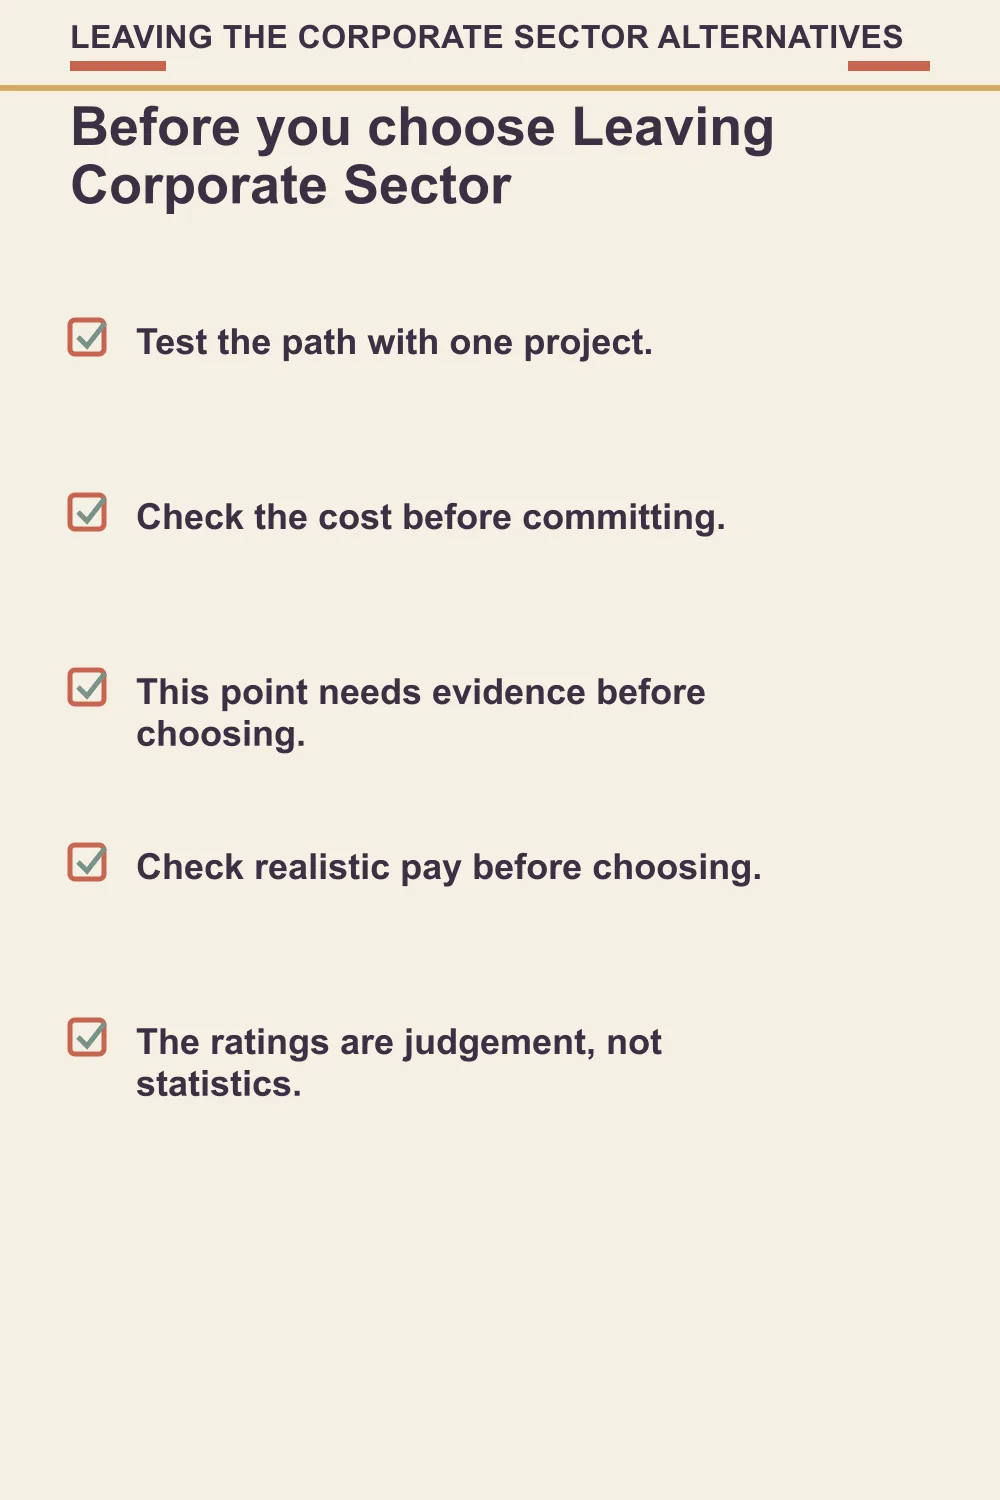 LEAVING THE CORPORATE SECTOR ALTERNATIVES
Before you choose Leaving
Corporate Sector
Test the path with one project.
Check the cost before committing.
This point needs evidence before
choosing.
Check realistic pay before choosing.
The ratings are judgement, not
statistics.